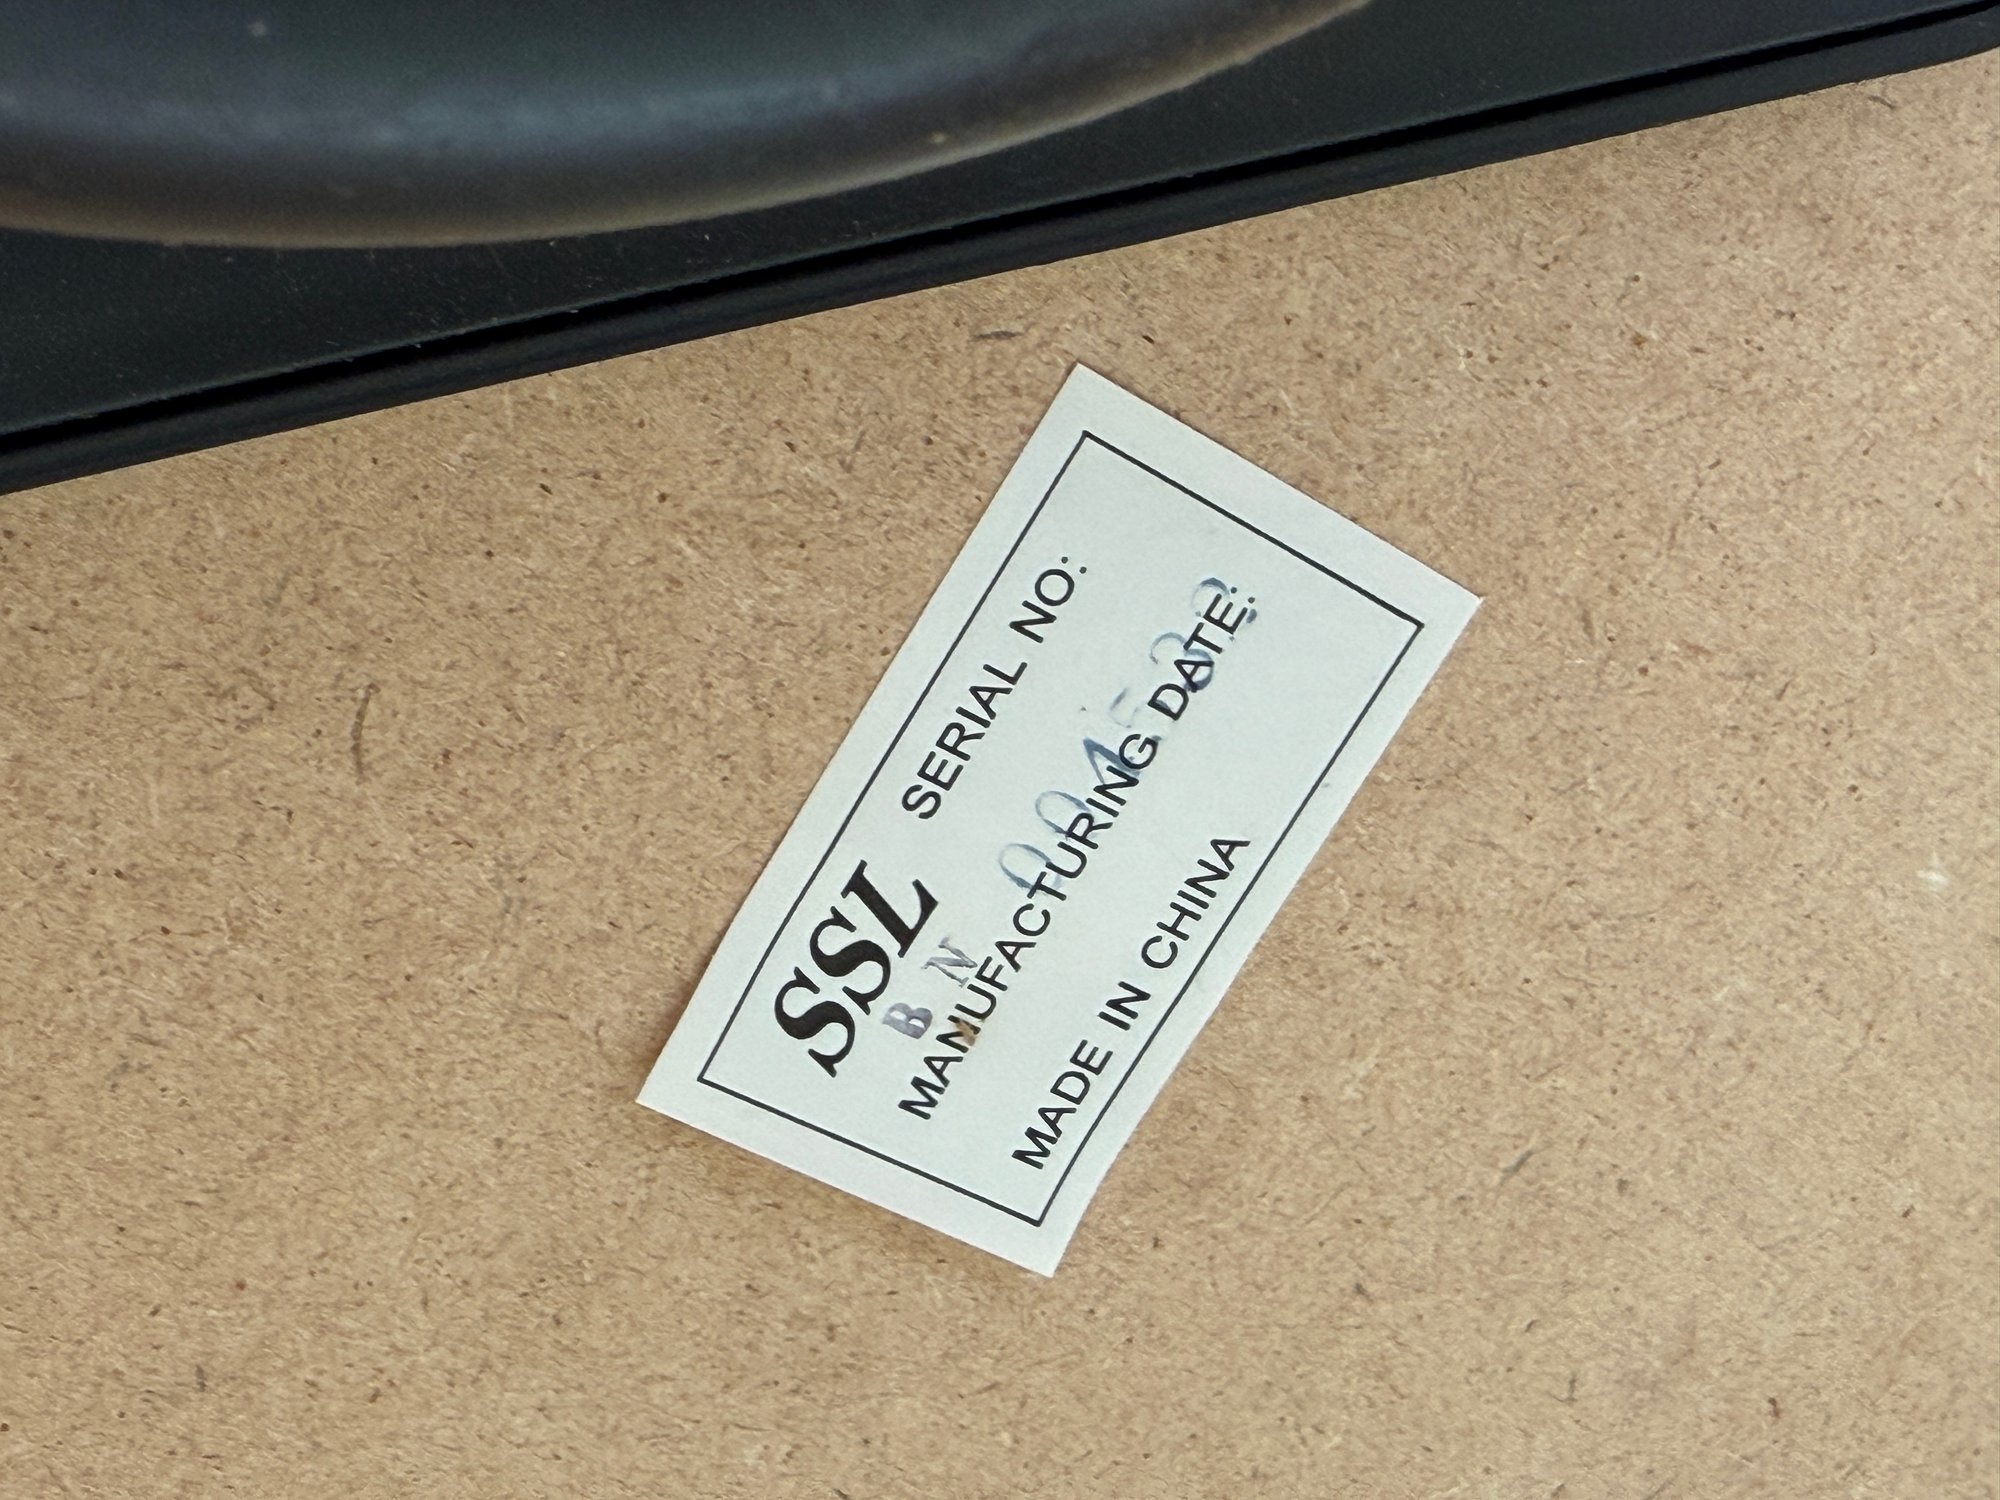 SSL SERIAL NO:
B N
MANUFACTURING DATE:
MADE IN CHINA